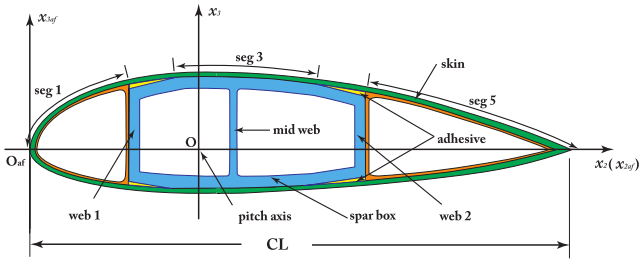 X3af
X3
seg 3
seg 1
skin
seg 5
mid web
adhesive
O
Oaf
X2 ( X2af)
web 1
pitch axis
spar box
web 2
CL